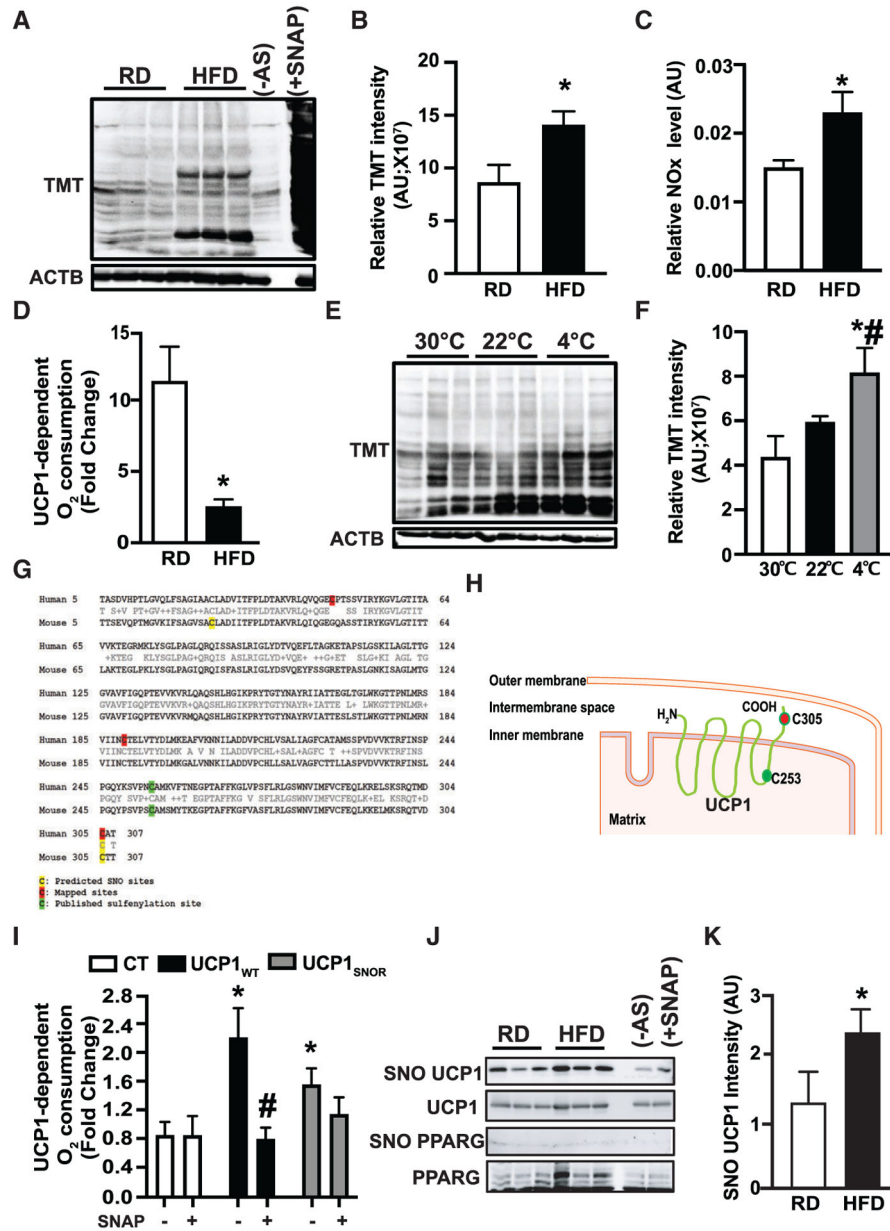 A
RD HFD (-AS) (+SNAP)
TMT
ACTB
B
Relative TMT intensity
(AU;X10⁷)
20
15
10
5
0
*
RD HFD
C
Relative NOx level (AU)
0.03
0.02
0.01
0.00
*
RD HFD
D
UCP1-dependent
O₂ consumption
(Fold Change)
15
10
5
0
*
RD HFD
E
30°C 22°C 4°C
TMT
ACTB
F
Relative TMT intensity
(AU;X10⁷)
10
8
6
4
2
0
*#
30℃ 22℃ 4℃
G
Human 5 TASDVHPTLGVQLFSAGIAACLADVITFPLDTAKVRLQVQGECPTSSVIRYKGVLGTITA 64
T S+V PT+GV++FSAG++ACLAD+ITFPLDTAKVRLQ+QGE SS IRYKGVLGTIT
Mouse 5 TTSEVQPTMGVKIFSAGVSACLADIITFPLDTAKVRLQIQGEGQASSTIRYKGVLGTITT 64
Human 65 VVKTEGRMKLYSGLPAGLQRQISSASLRIGLYDTVQEFLTAGKETAPSLGSKILAGLTTG 124
+KTEG KLYSGLPAG+QRQIS ASLRIGLYD+VQE+ ++G+ET SLG+KI AGL TG
Mouse 65 LAKTEGLPKLYSGLPAGIQRQISFASLRIGLYDSVQEYFSSGRETPASLGNKISAGLMTG 124
Human 125 GVAVFIGQPTEVVKVRLQAQSHLHGIKPRYTGTYNAYRIIATTEGLTGLWKGTTPNLMRS 184
GVAVFIGQPTEVVKVR+QAQSHLHGIKPRYTGTYNAYR+IATTE L+ LWKGTTPNLMR+
Mouse 125 GVAVFIGQPTEVVKVRMQAQSHLHGIKPRYTGTYNAYRVIATTESLSTLWKGTTPNLMRN 184
Human 185 VIINCTELVTYDLMKEAFVKNNILADDVPCHLVSALIAGFCATAMSSPVDVVKTRFINSP 244
VIINCTELVTYDLMK A V N ILADDVPCHL+SAL+AGFC T ++SPVDVVKTRFINS
Mouse 185 VIINCTELVTYDLMKGALVNNKILADDVPCHLLSALVAGFCTTLLASPVDVVKTRFINSL 244
Human 245 PGQYKSVPNCAMKVFTNEGPTAFFKGLVPSFLRLGSWNVIMFVCFEQLKRELSKSRQTMD 304
PGQY SVP+CAM ++T EGPTAFFKG V SFLRLGSWNVIMFVCFEQLK+EL KSRQT+D
Mouse 245 PGQYPSVPSCAMSMYTKEGPTAFFKGFVASFLRLGSWNVIMFVCFEQLKKELMKSRQTVD 304
Human 305 CAT 307
C T
Mouse 305 CTT 307
C: Predicted SNO sites
C: Mapped sites
C: Published sulfenylation site
H
Outer membrane
Intermembrane space
Inner membrane
H₂N
COOH
C305
C253
UCP1
Matrix
I
CT UCP1WT UCP1SNOR
UCP1-dependent
O₂ consumption
(Fold Change)
2.8
2.4
2.0
1.6
1.2
0.8
0.4
0.0
*
#
*
SNAP - + - + - +
J
RD HFD (-AS) (+SNAP)
SNO UCP1
UCP1
SNO PPARG
PPARG
K
SNO UCP1 Intensity (AU)
3
2
1
0
*
RD HFD